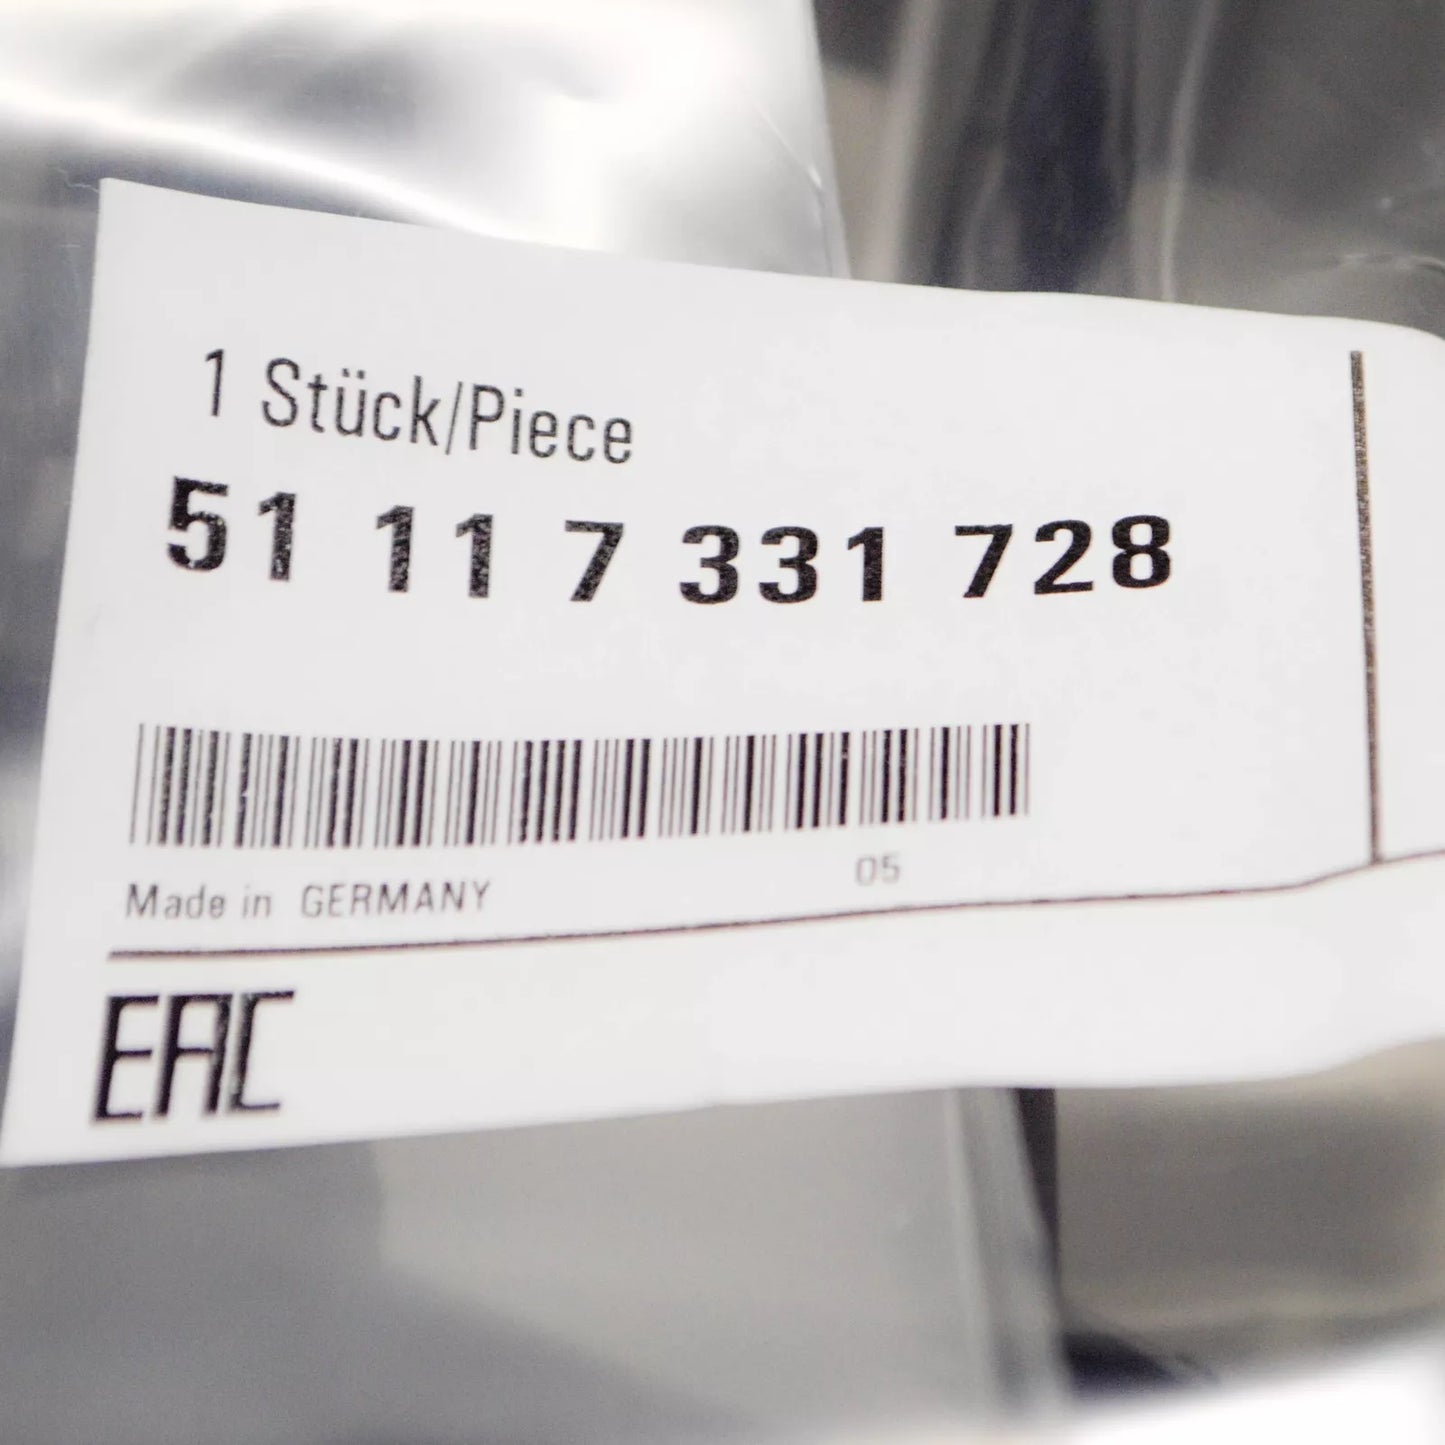 1 Stück/Piece
51 11 7 331 728
05
Made in GERMANY
EAC